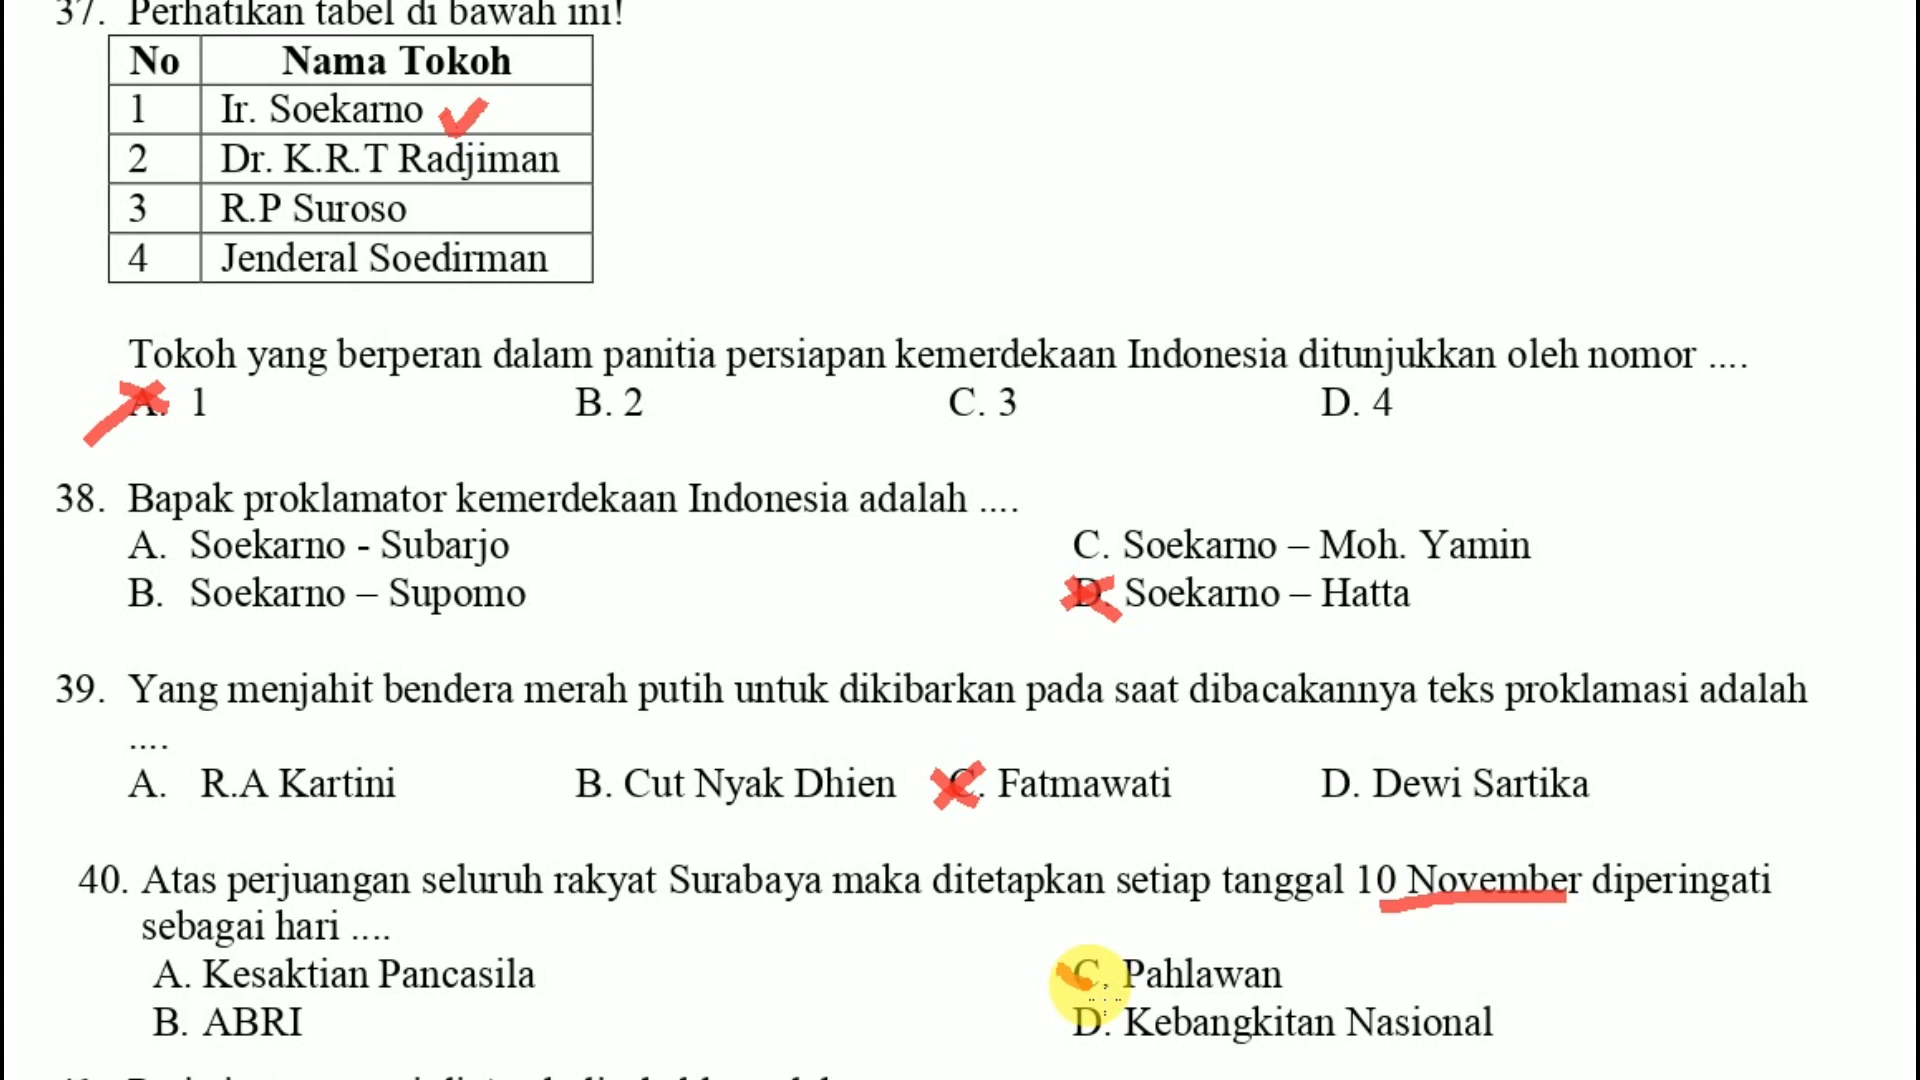 37. Perhatikan tabel di bawah ini!
No Nama Tokoh
1 Ir. Soekarno
2 Dr. K.R.T Radjiman
3 R.P Suroso
4 Jenderal Soedirman
Tokoh yang berperan dalam panitia persiapan kemerdekaan Indonesia ditunjukkan oleh nomor ....
A. 1 B. 2 C. 3 D. 4
38. Bapak proklamator kemerdekaan Indonesia adalah ....
A. Soekarno - Subarjo C. Soekarno – Moh. Yamin
B. Soekarno – Supomo D. Soekarno – Hatta
39. Yang menjahit bendera merah putih untuk dikibarkan pada saat dibacakannya teks proklamasi adalah
....
A. R.A Kartini B. Cut Nyak Dhien C. Fatmawati D. Dewi Sartika
40. Atas perjuangan seluruh rakyat Surabaya maka ditetapkan setiap tanggal 10 November diperingati
sebagai hari ....
A. Kesaktian Pancasila C. Pahlawan
B. ABRI D. Kebangkitan Nasional